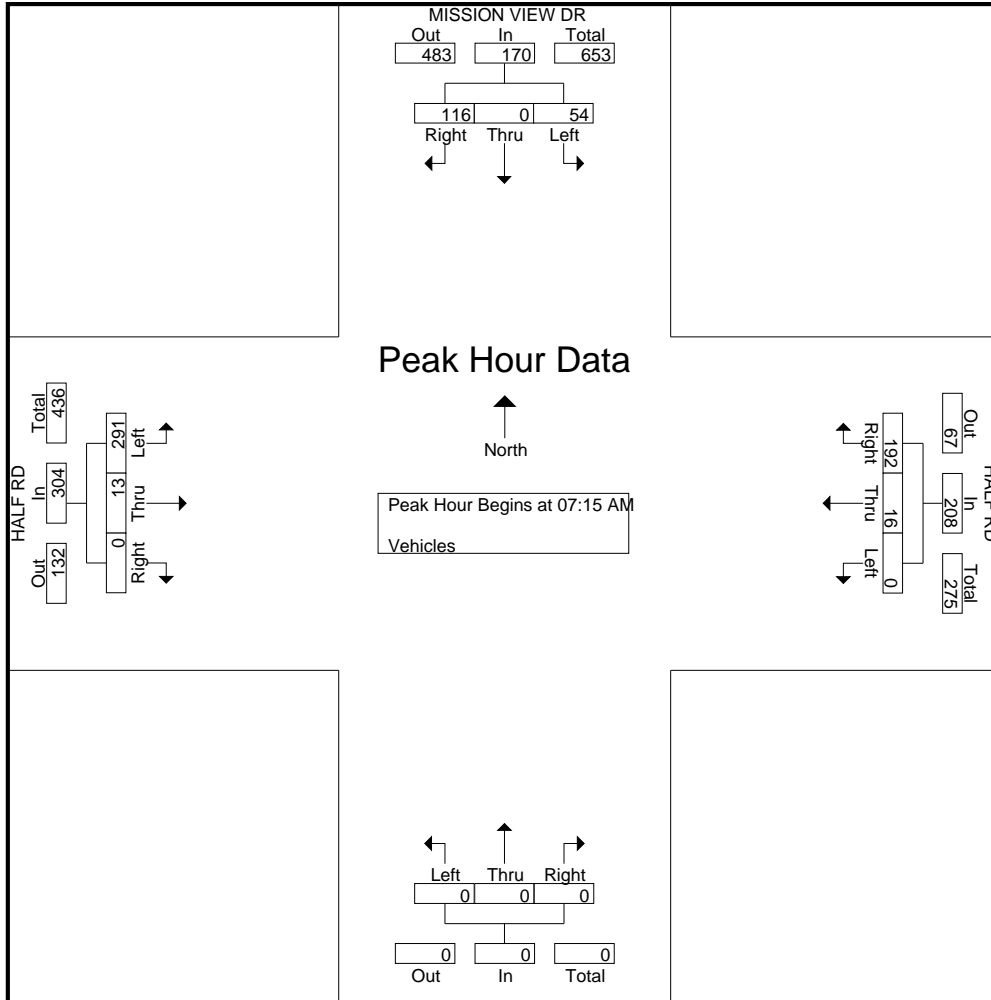 MISSION VIEW DR
Out In Total
483 170 653
116 0 54
Right Thru Left
Peak Hour Data
North
Peak Hour Begins at 07:15 AM
Vehicles
HALF RD
Total In Out
436 304 132
291 13 0
Left Thru Right
HALF RD
Out In Total
67 208 275
192 16 0
Right Thru Left
Left Thru Right
0 0 0
0 0 0
Out In Total